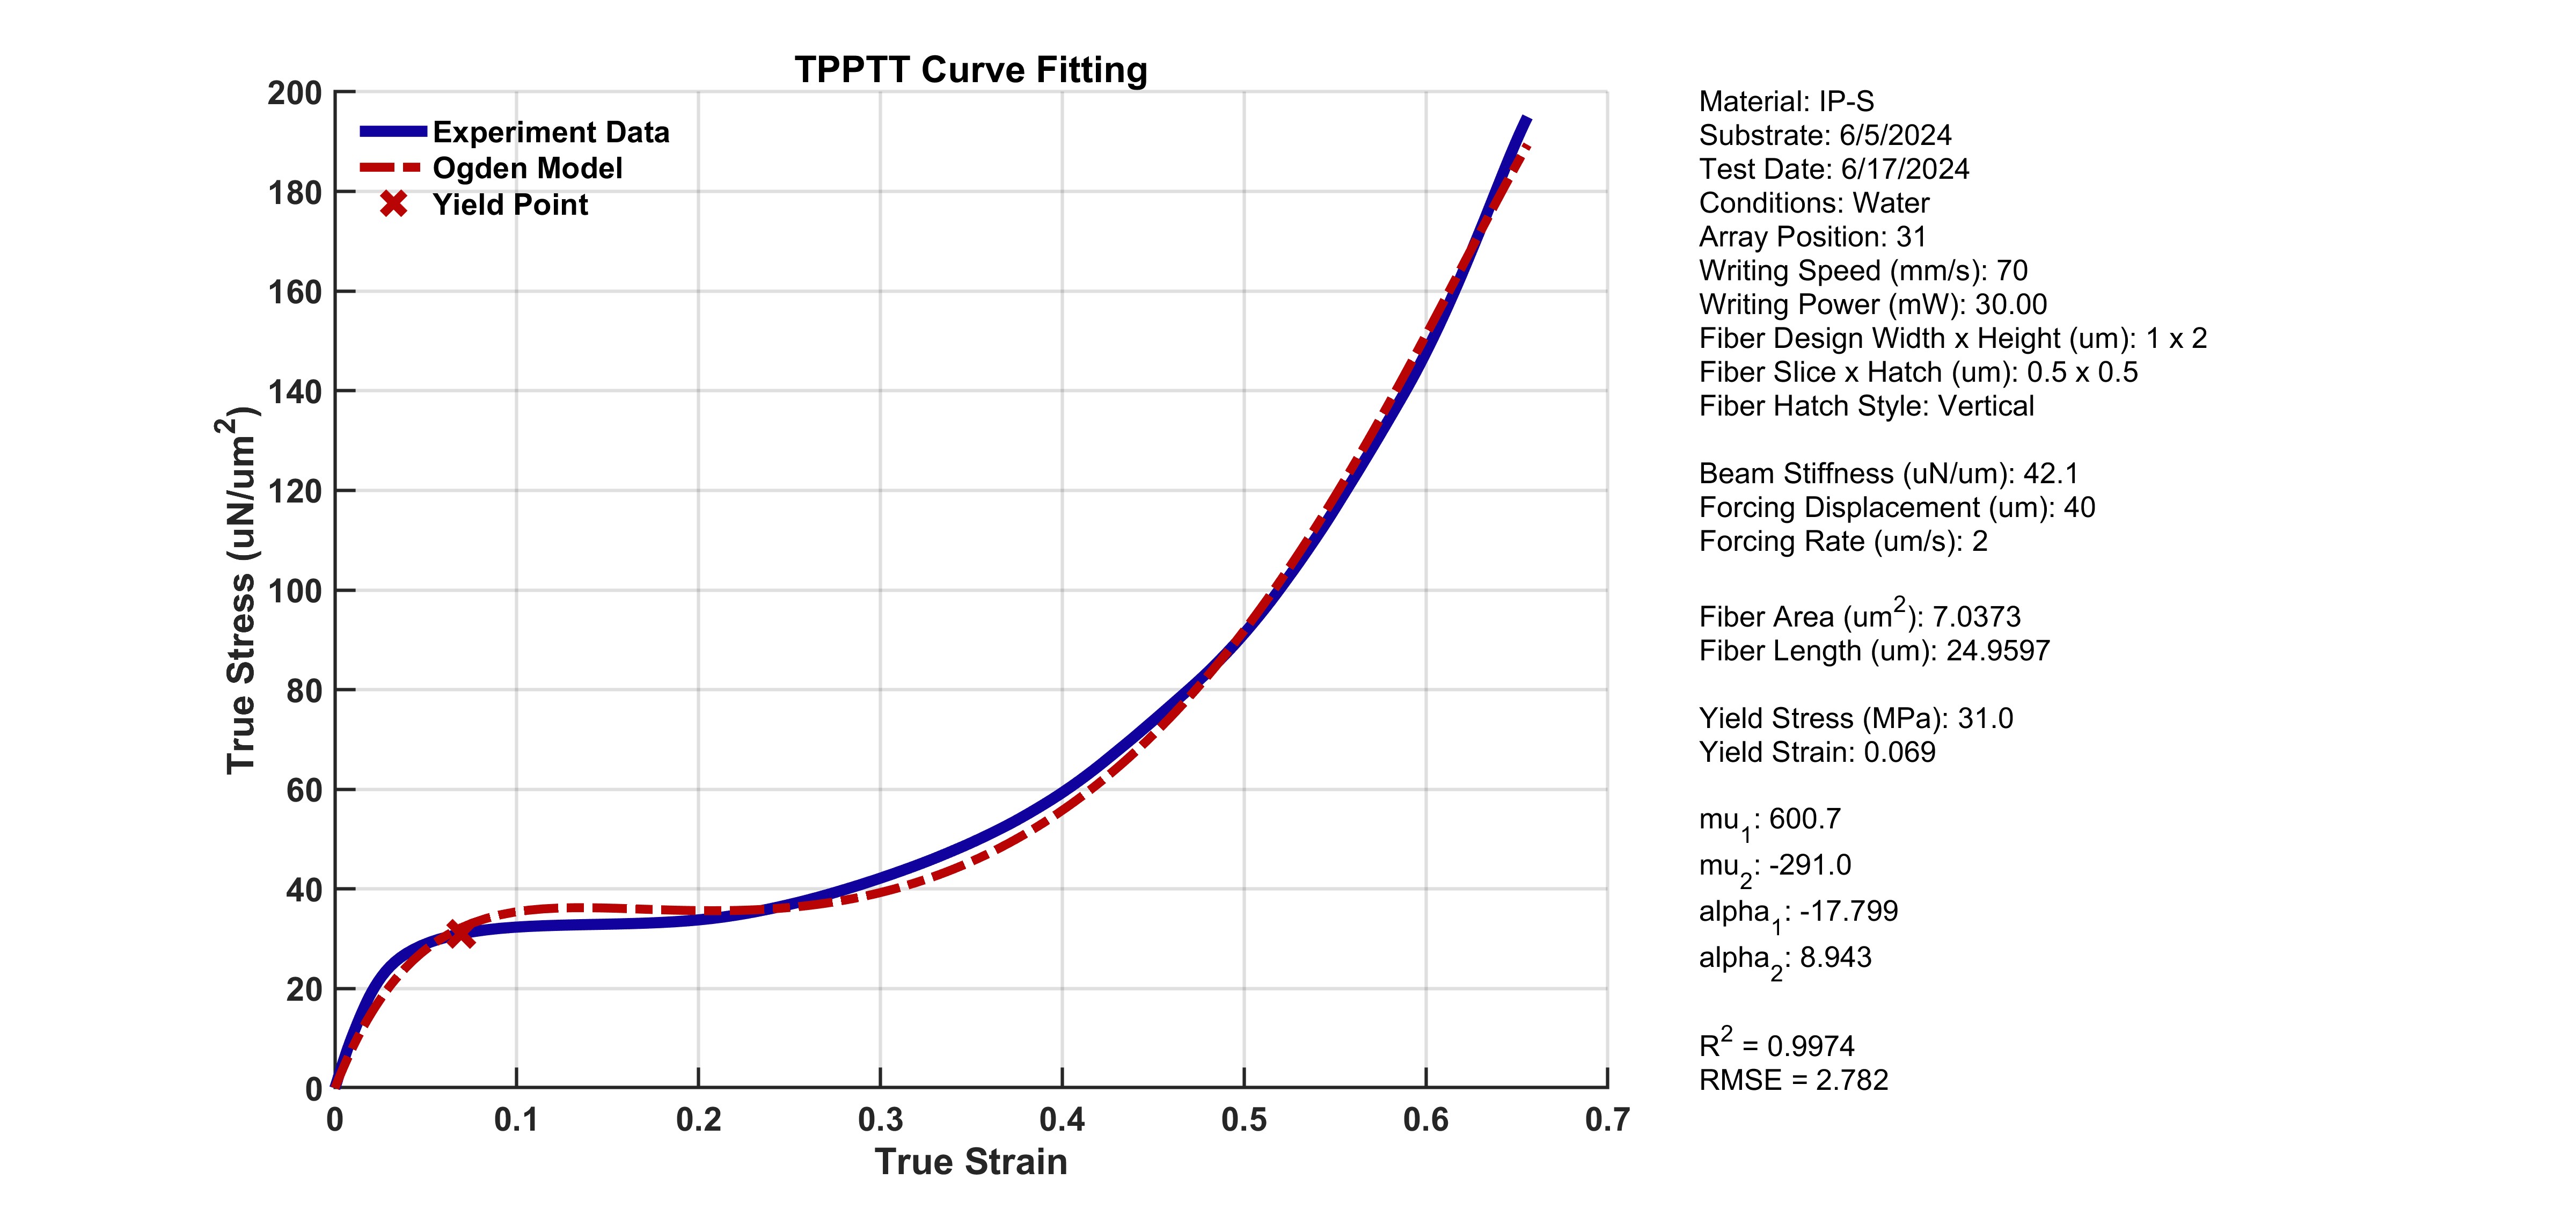 TPPTT Curve Fitting
200
180
160
140
120
100
80
60
40
20
0
True Stress (uN/um²)
Experiment Data
Ogden Model
Yield Point
0 0.1 0.2 0.3 0.4 0.5 0.6 0.7
True Strain
Material: IP-S
Substrate: 6/5/2024
Test Date: 6/17/2024
Conditions: Water
Array Position: 31
Writing Speed (mm/s): 70
Writing Power (mW): 30.00
Fiber Design Width x Height (um): 1 x 2
Fiber Slice x Hatch (um): 0.5 x 0.5
Fiber Hatch Style: Vertical
Beam Stiffness (uN/um): 42.1
Forcing Displacement (um): 40
Forcing Rate (um/s): 2
Fiber Area (um²): 7.0373
Fiber Length (um): 24.9597
Yield Stress (MPa): 31.0
Yield Strain: 0.069
mu₁: 600.7
mu₂: -291.0
alpha₁: -17.799
alpha₂: 8.943
R² = 0.9974
RMSE = 2.782